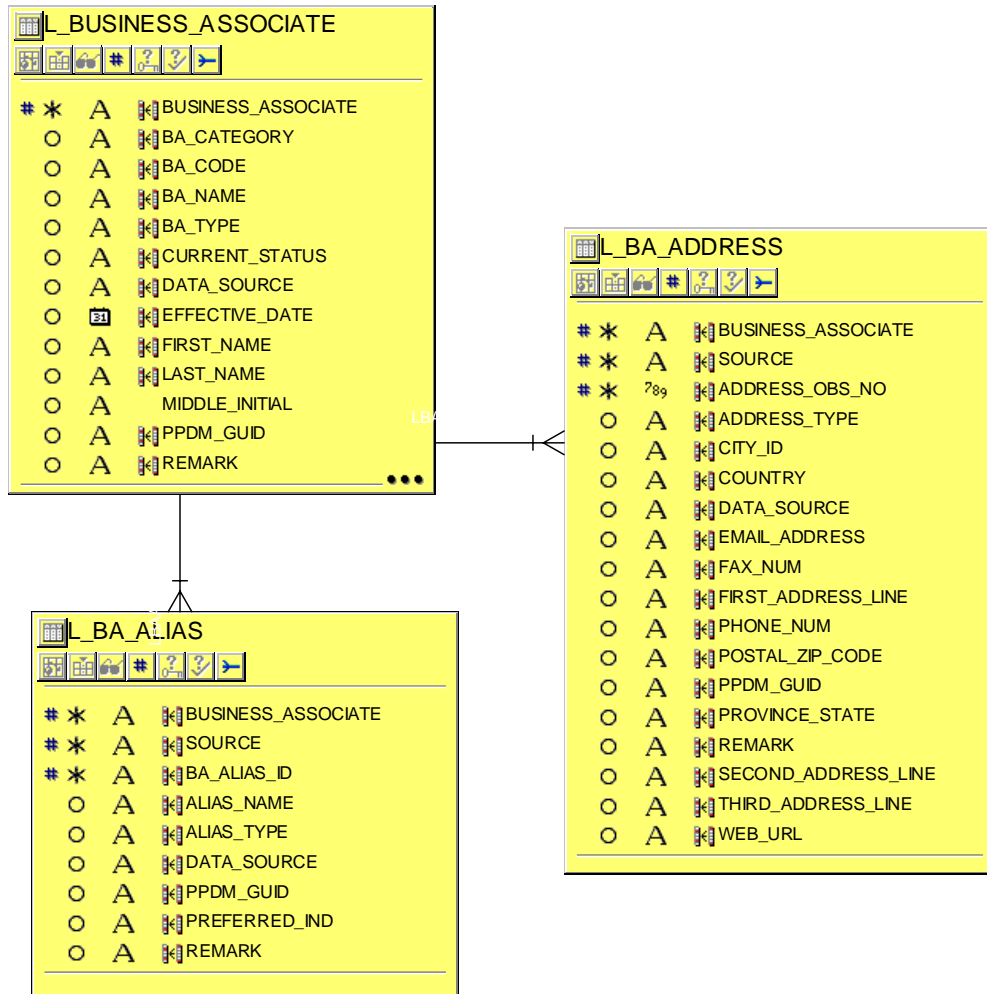 L_BUSINESS_ASSOCIATE
# * A BUSINESS_ASSOCIATE
A BA_CATEGORY
A BA_CODE
A BA_NAME
A BA_TYPE
A CURRENT_STATUS
A DATA_SOURCE
31 EFFECTIVE_DATE
A FIRST_NAME
A LAST_NAME
A MIDDLE_INITIAL
A PPDM_GUID
A REMARK
L_BA_ADDRESS
# * A BUSINESS_ASSOCIATE
# * A SOURCE
# * 789 ADDRESS_OBS_NO
A ADDRESS_TYPE
A CITY_ID
A COUNTRY
A DATA_SOURCE
A EMAIL_ADDRESS
A FAX_NUM
A FIRST_ADDRESS_LINE
A PHONE_NUM
A POSTAL_ZIP_CODE
A PPDM_GUID
A PROVINCE_STATE
A REMARK
A SECOND_ADDRESS_LINE
A THIRD_ADDRESS_LINE
A WEB_URL
L_BA_ALIAS
# * A BUSINESS_ASSOCIATE
# * A SOURCE
# * A BA_ALIAS_ID
A ALIAS_NAME
A ALIAS_TYPE
A DATA_SOURCE
A PPDM_GUID
A PREFERRED_IND
A REMARK